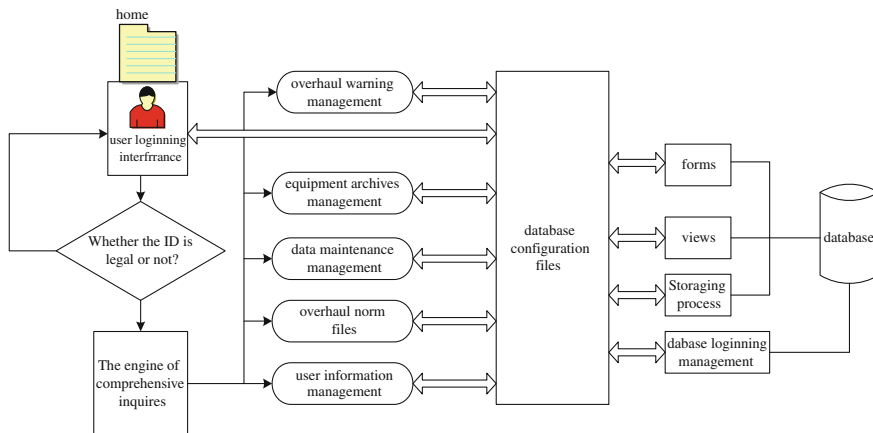 home
user loginning
interfrrance
Whether the ID is
legal or not?
The engine of
comprehensive
inquires
overhaul warning
management
equipment archives
management
data maintenance
management
overhaul norm
files
user information
management
database
configuration
files
forms
views
Storaging
process
dabase loginning
management
database